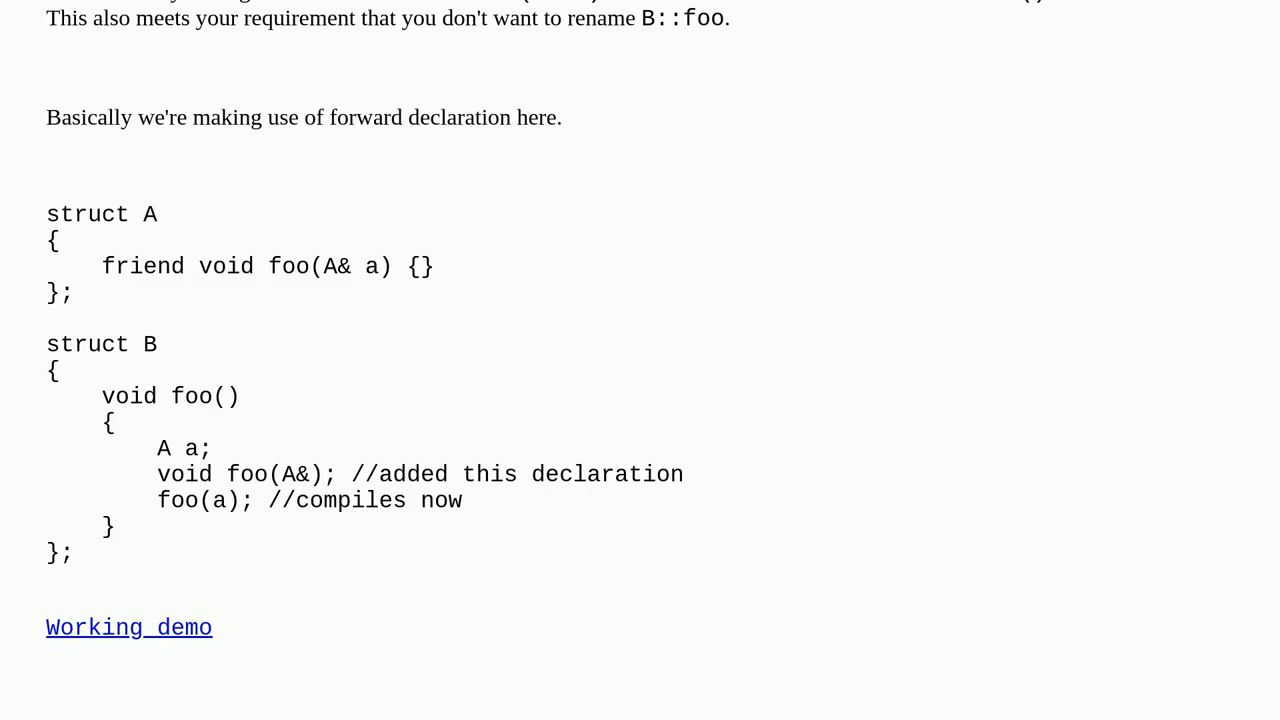 This also meets your requirement that you don't want to rename B::foo.
Basically we're making use of forward declaration here.
struct A
{
    friend void foo(A& a) {}
};
struct B
{
    void foo()
    {
        A a;
        void foo(A&); //added this declaration
        foo(a); //compiles now
    }
};
Working demo